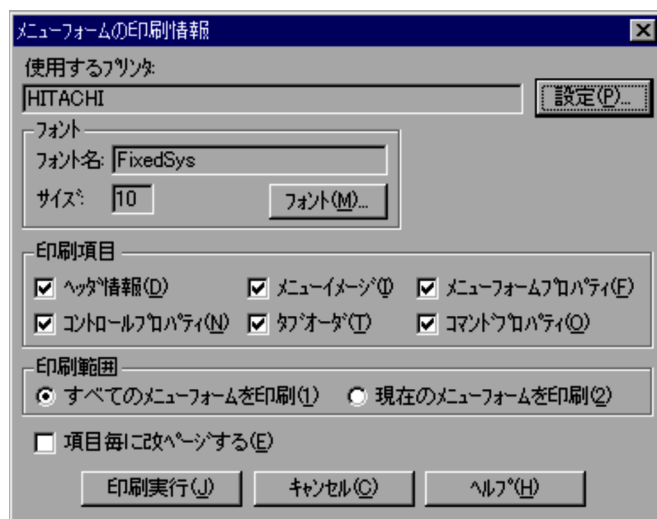 メニューフォームの印刷情報
使用するプリンタ:
HITACHI 設定(P)...
フォント
フォント名: FixedSys
サイズ: 10 フォント(M)...
印刷項目
ヘッダ情報(D) メニューイメージ(I) メニューフォームプロパティ(F)
コントロールプロパティ(N) タブオーダ(T) コマンドプロパティ(O)
印刷範囲
すべてのメニューフォームを印刷(1) 現在のメニューフォームを印刷(2)
項目毎に改ページする(E)
印刷実行(J) キャンセル(C) ヘルプ(H)